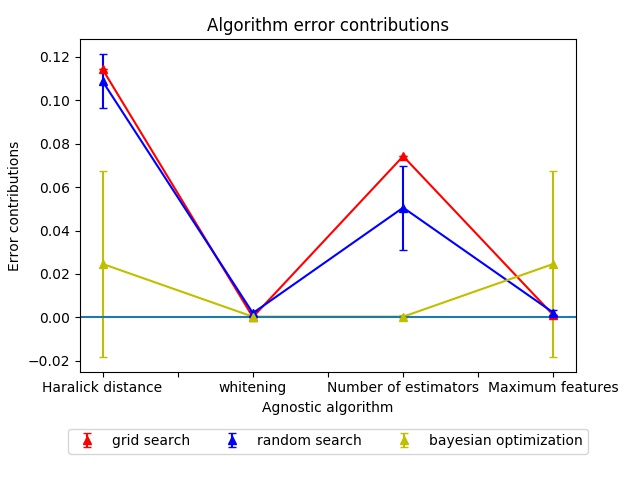 Algorithm error contributions
0.12
0.10
0.08
0.06
0.04
0.02
0.00
−0.02
Error contributions
Haralick distance whitening Number of estimators Maximum features
Agnostic algorithm
grid search random search bayesian optimization